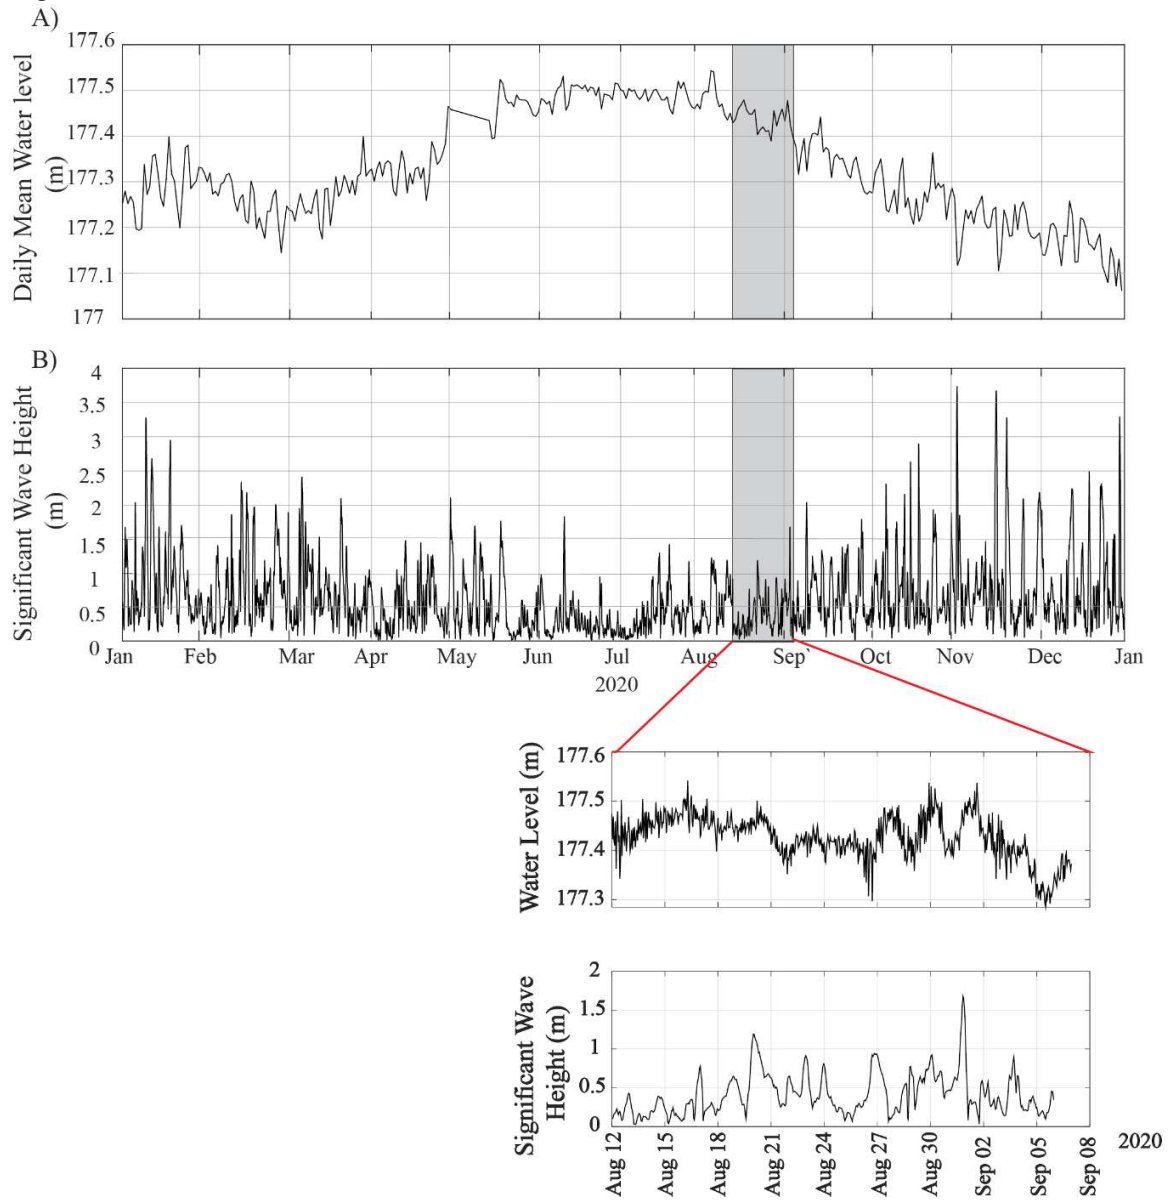 A)
Daily Mean Water level
(m)
177.6
177.5
177.4
177.3
177.2
177.1
177
B)
Significant Wave Height
(m)
4
3.5
3
2.5
2
1.5
1
0.5
0
Jan Feb Mar Apr May Jun Jul Aug Sep Oct Nov Dec Jan
2020
Water Level (m)
177.6
177.5
177.4
177.3
Significant Wave
Height (m)
2
1.5
1
0.5
0
Aug 12
Aug 15
Aug 18
Aug 21
Aug 24
Aug 27
Aug 30
Sep 02
Sep 05
Sep 08
2020